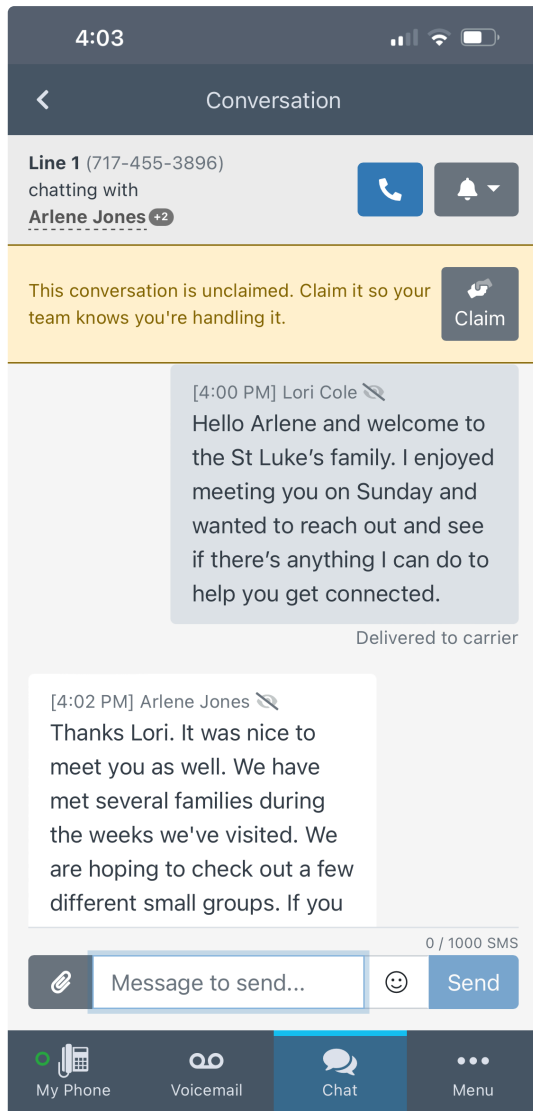 4:03
Conversation
Line 1 (717-455-3896)
chatting with
Arlene Jones +2
This conversation is unclaimed. Claim it so your
team knows you're handling it.
Claim
[4:00 PM] Lori Cole
Hello Arlene and welcome to
the St Luke’s family. I enjoyed
meeting you on Sunday and
wanted to reach out and see
if there’s anything I can do to
help you get connected.
Delivered to carrier
[4:02 PM] Arlene Jones
Thanks Lori. It was nice to
meet you as well. We have
met several families during
the weeks we've visited. We
are hoping to check out a few
different small groups. If you
0 / 1000 SMS
Message to send...
Send
My Phone
Voicemail
Chat
Menu